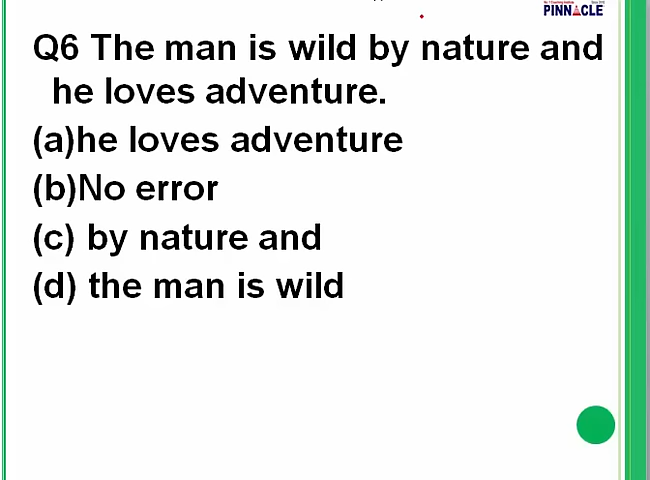 PINNACLE
Q6 The man is wild by nature and
he loves adventure.
(a)he loves adventure
(b)No error
(c) by nature and
(d) the man is wild